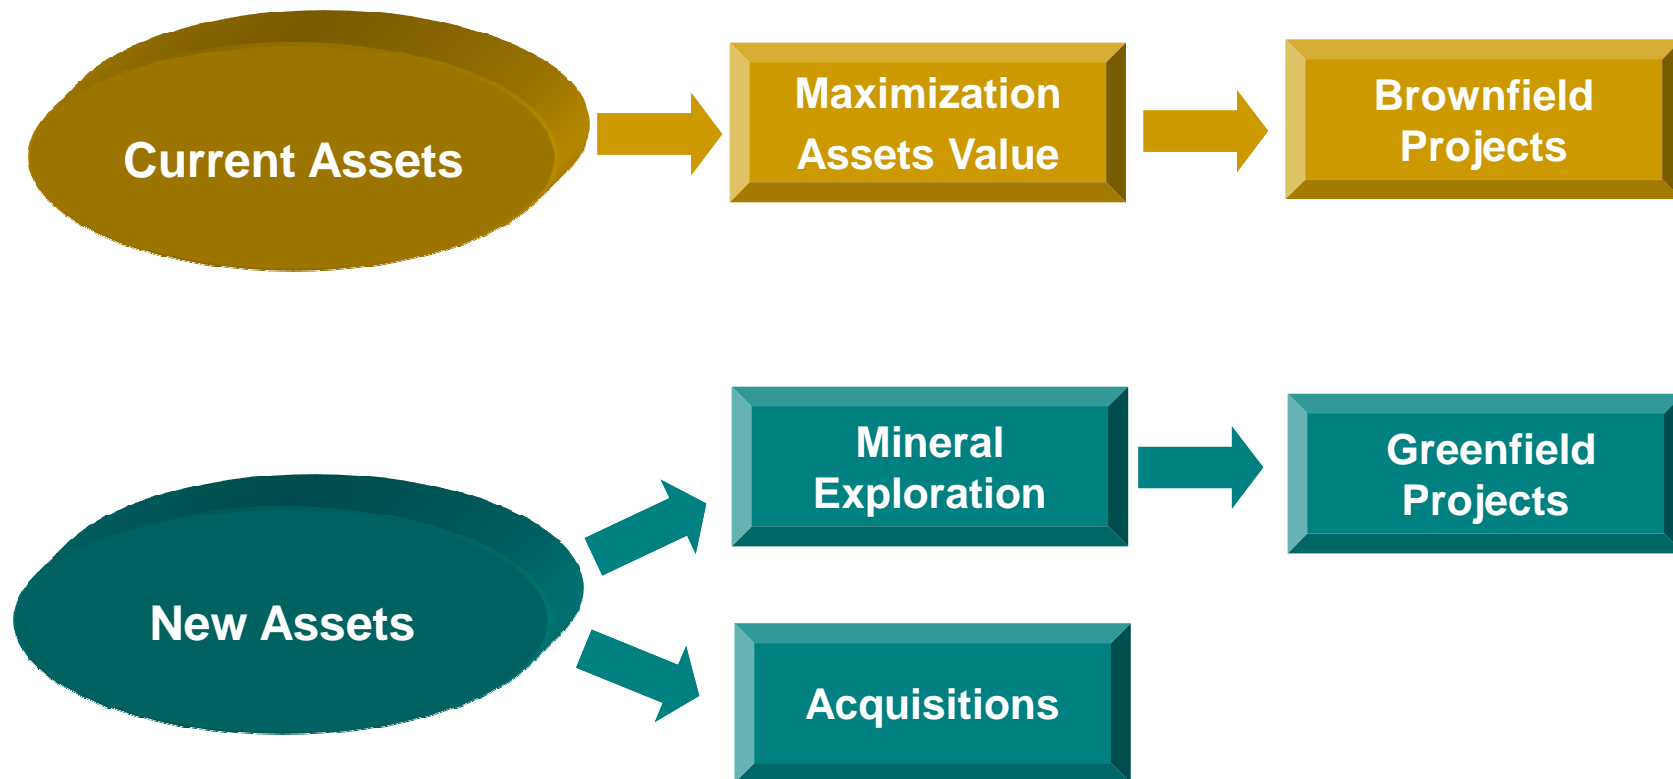 Current Assets
Maximization
Assets Value
Brownfield
Projects
New Assets
Mineral
Exploration
Greenfield
Projects
Acquisitions